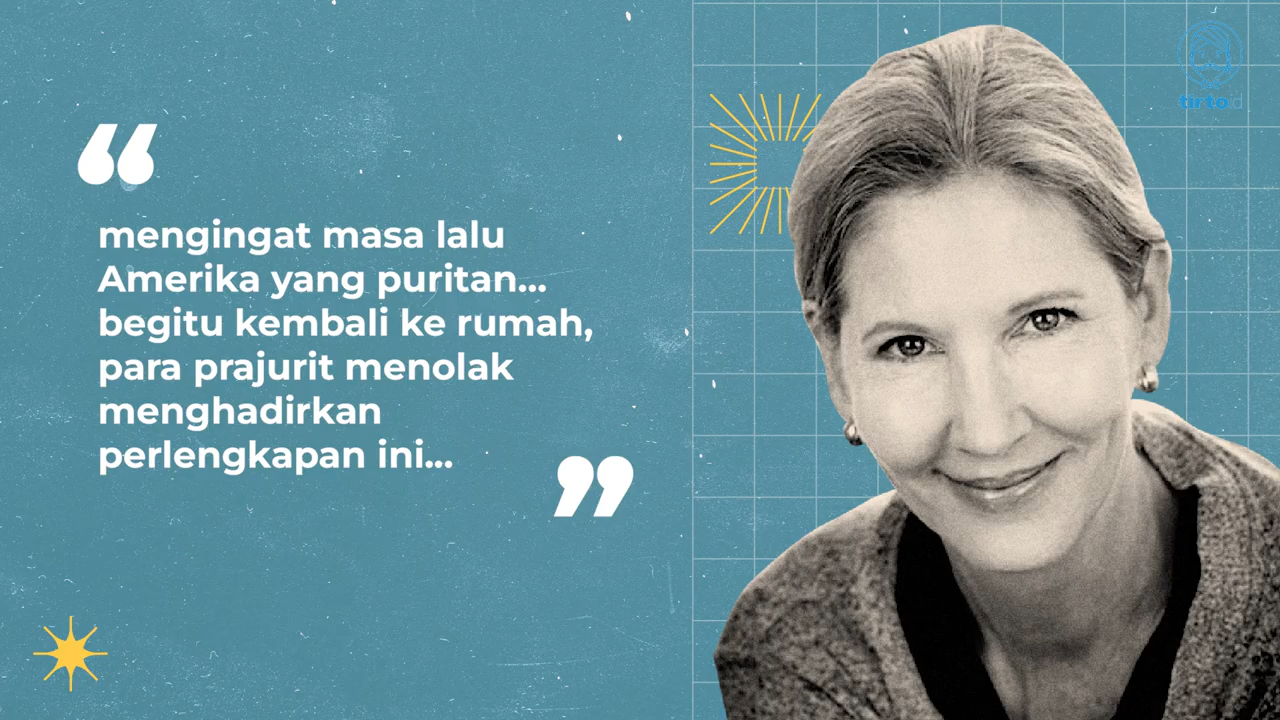 mengingat masa lalu
Amerika yang puritan...
begitu kembali ke rumah,
para prajurit menolak
menghadirkan
perlengkapan ini...
tirto.id